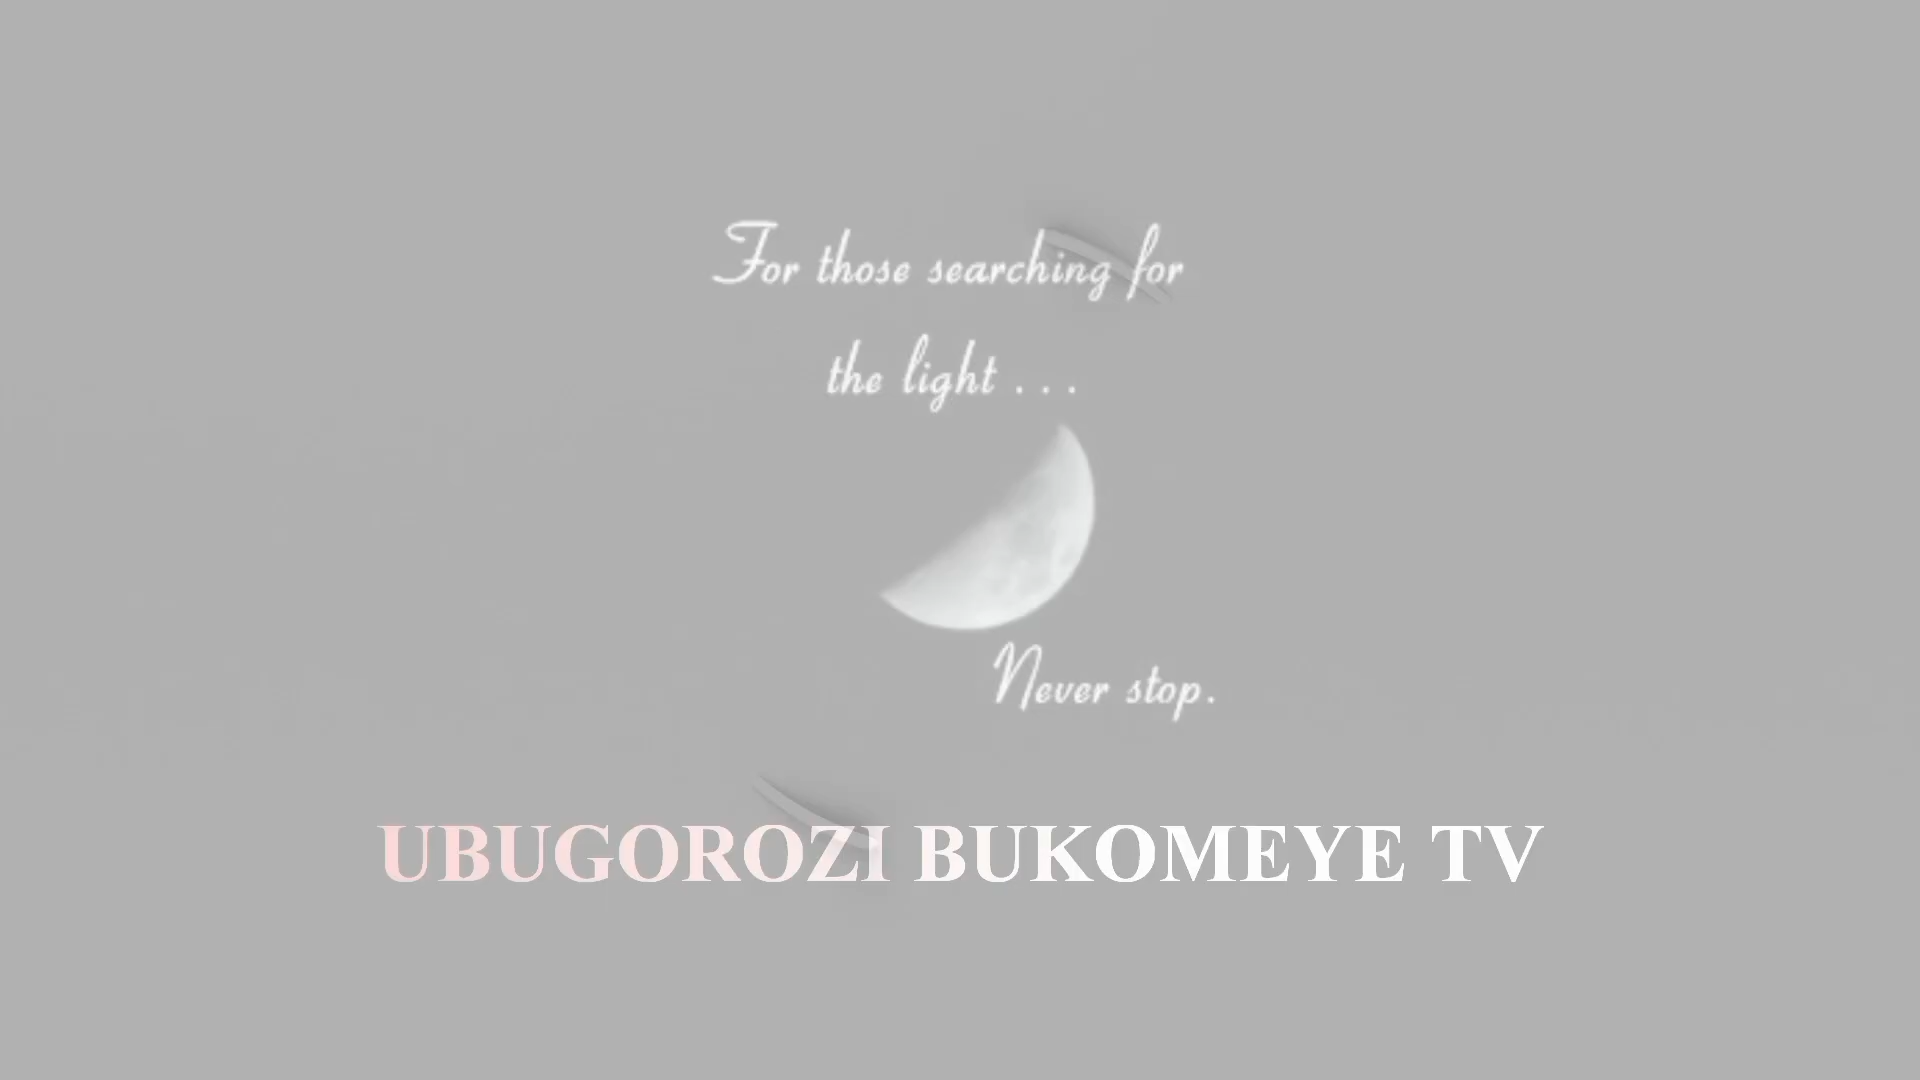 For those searching for
the light . . .
Never stop.
UBUGOROZI BUKOMEYE TV